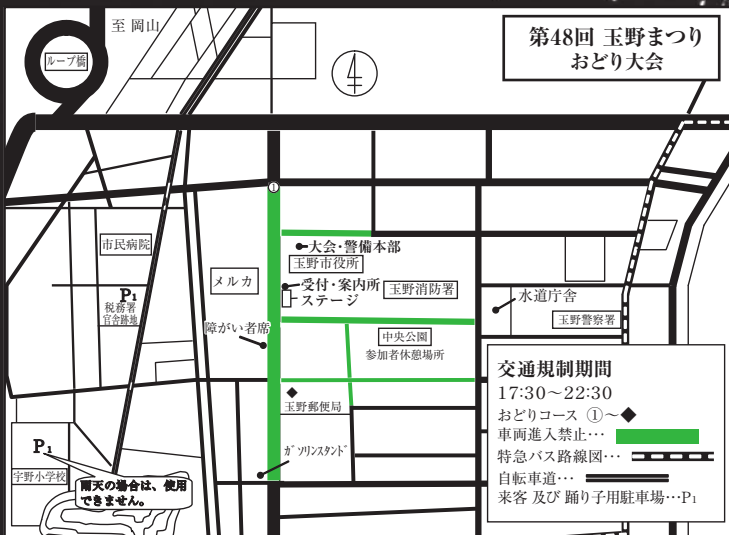 至 岡山
ループ橋
第48回 玉野まつり
おどり大会
①
大会・警備本部
玉野市役所
市民病院
メルカ
受付・案内所
ステージ
玉野消防署
P1
税務署
官舎跡地
水道庁舎
玉野警察署
障がい者席
中央公園
参加者休憩場所
玉野郵便局
ガソリンスタンド
P1
宇野小学校
雨天の場合は、使用
できません。
交通規制期間
17:30～22:30
おどりコース ①～◆
車両進入禁止…
特急バス路線図…
自転車道…
来客 及び 踊り子用駐車場…P1